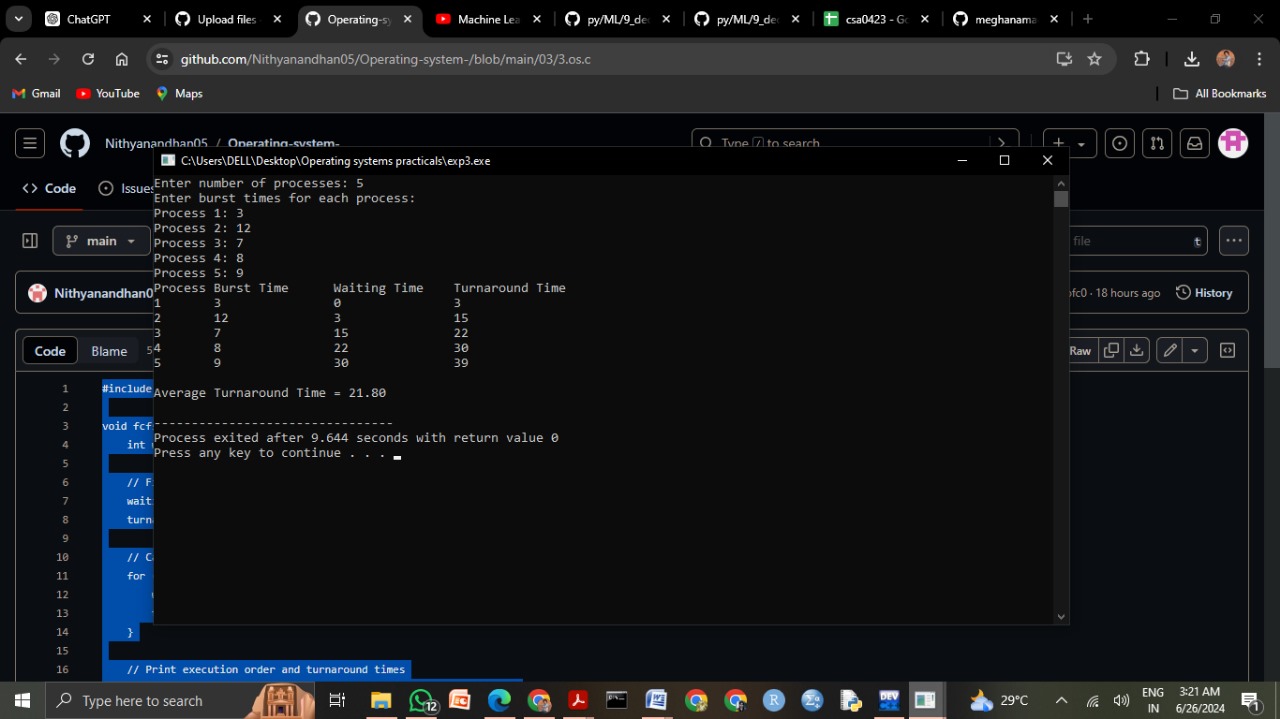 ChatGPT
Upload files
Operating-sy
Machine Lea
py/ML/9_dec
py/ML/9_dec
csa0423 - Go
meghanama
github.com/Nithyanandhan05/Operating-system-/blob/main/03/3.os.c
Gmail
YouTube
Maps
All Bookmarks
Nithyanandhan05 / Operating-system-
Type / to search
Code
Issues
C:\Users\DELL\Desktop\Operating systems practicals\exp3.exe
Enter number of processes: 5
Enter burst times for each process:
Process 1: 3
Process 2: 12
Process 3: 7
Process 4: 8
Process 5: 9
Process Burst Time Waiting Time Turnaround Time
1 3 0 3
2 12 3 15
3 7 15 22
4 8 22 30
5 9 30 39
Average Turnaround Time = 21.80
--------------------------------
Process exited after 9.644 seconds with return value 0
Press any key to continue . . .
main
file
t
Nithyanandhan0
fc0 · 18 hours ago
History
Code
Blame
5
Raw
1 #include
2
3 void fcf
4 int
5
6 // F
7 wait
8 turn
9
10 // Ca
11 for
12
13
14 }
15
16 // Print execution order and turnaround times
Type here to search
12
DEV
29°C
ENG
IN
3:21 AM
6/26/2024
1